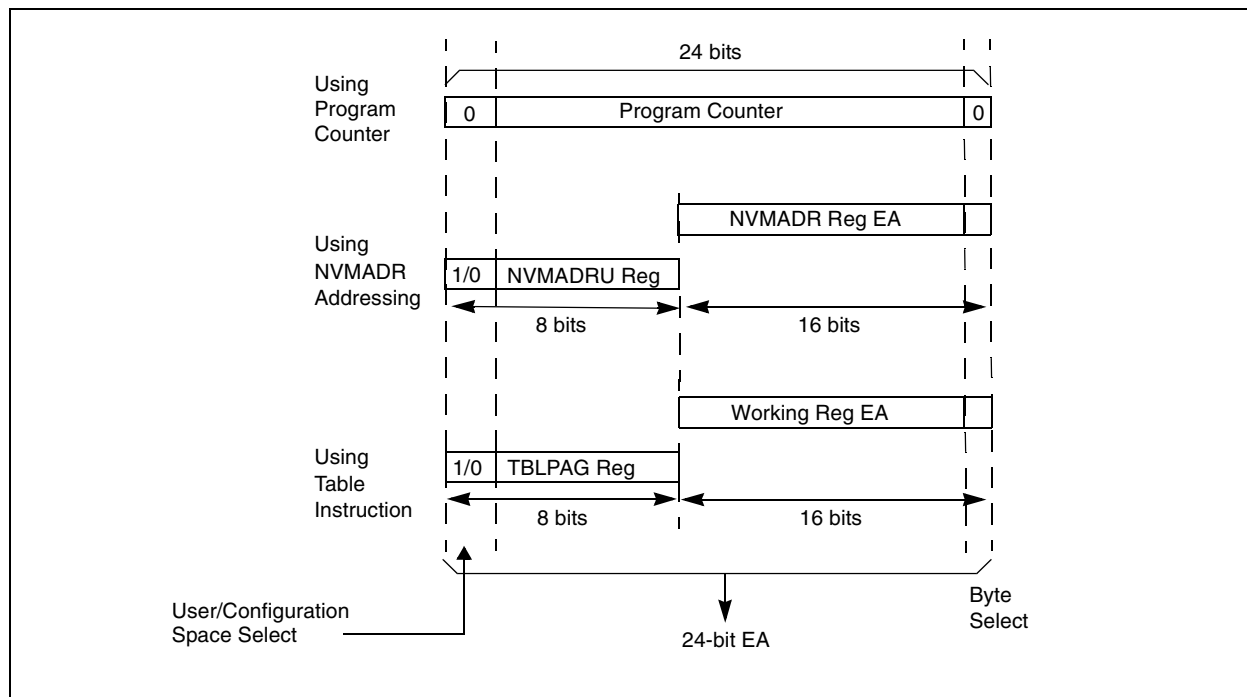 24 bits
Using
Program
Counter
0
Program Counter
0
NVMADR Reg EA
Using
NVMADR
Addressing
1/0
NVMADRU Reg
8 bits
16 bits
Working Reg EA
Using
Table
Instruction
1/0
TBLPAG Reg
8 bits
16 bits
User/Configuration
Space Select
24-bit EA
Byte
Select